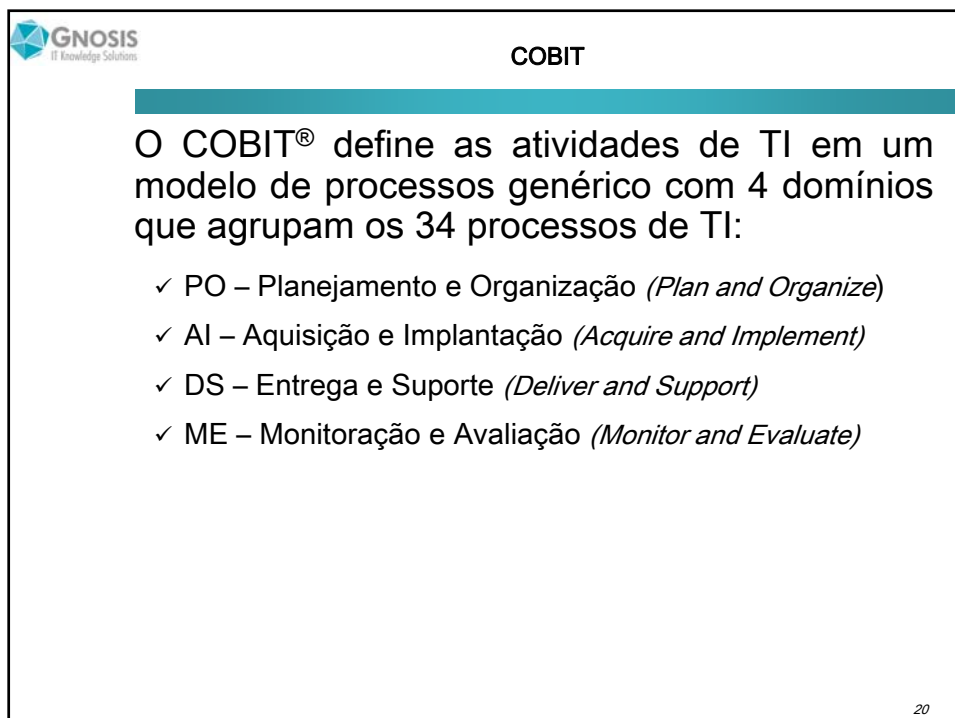 GNOSIS
IT Knowledge Solutions
COBIT
O COBIT® define as atividades de TI em um
modelo de processos genérico com 4 domínios
que agrupam os 34 processos de TI:
✓ PO – Planejamento e Organização (Plan and Organize)
✓ AI – Aquisição e Implantação (Acquire and Implement)
✓ DS – Entrega e Suporte (Deliver and Support)
✓ ME – Monitoração e Avaliação (Monitor and Evaluate)
20